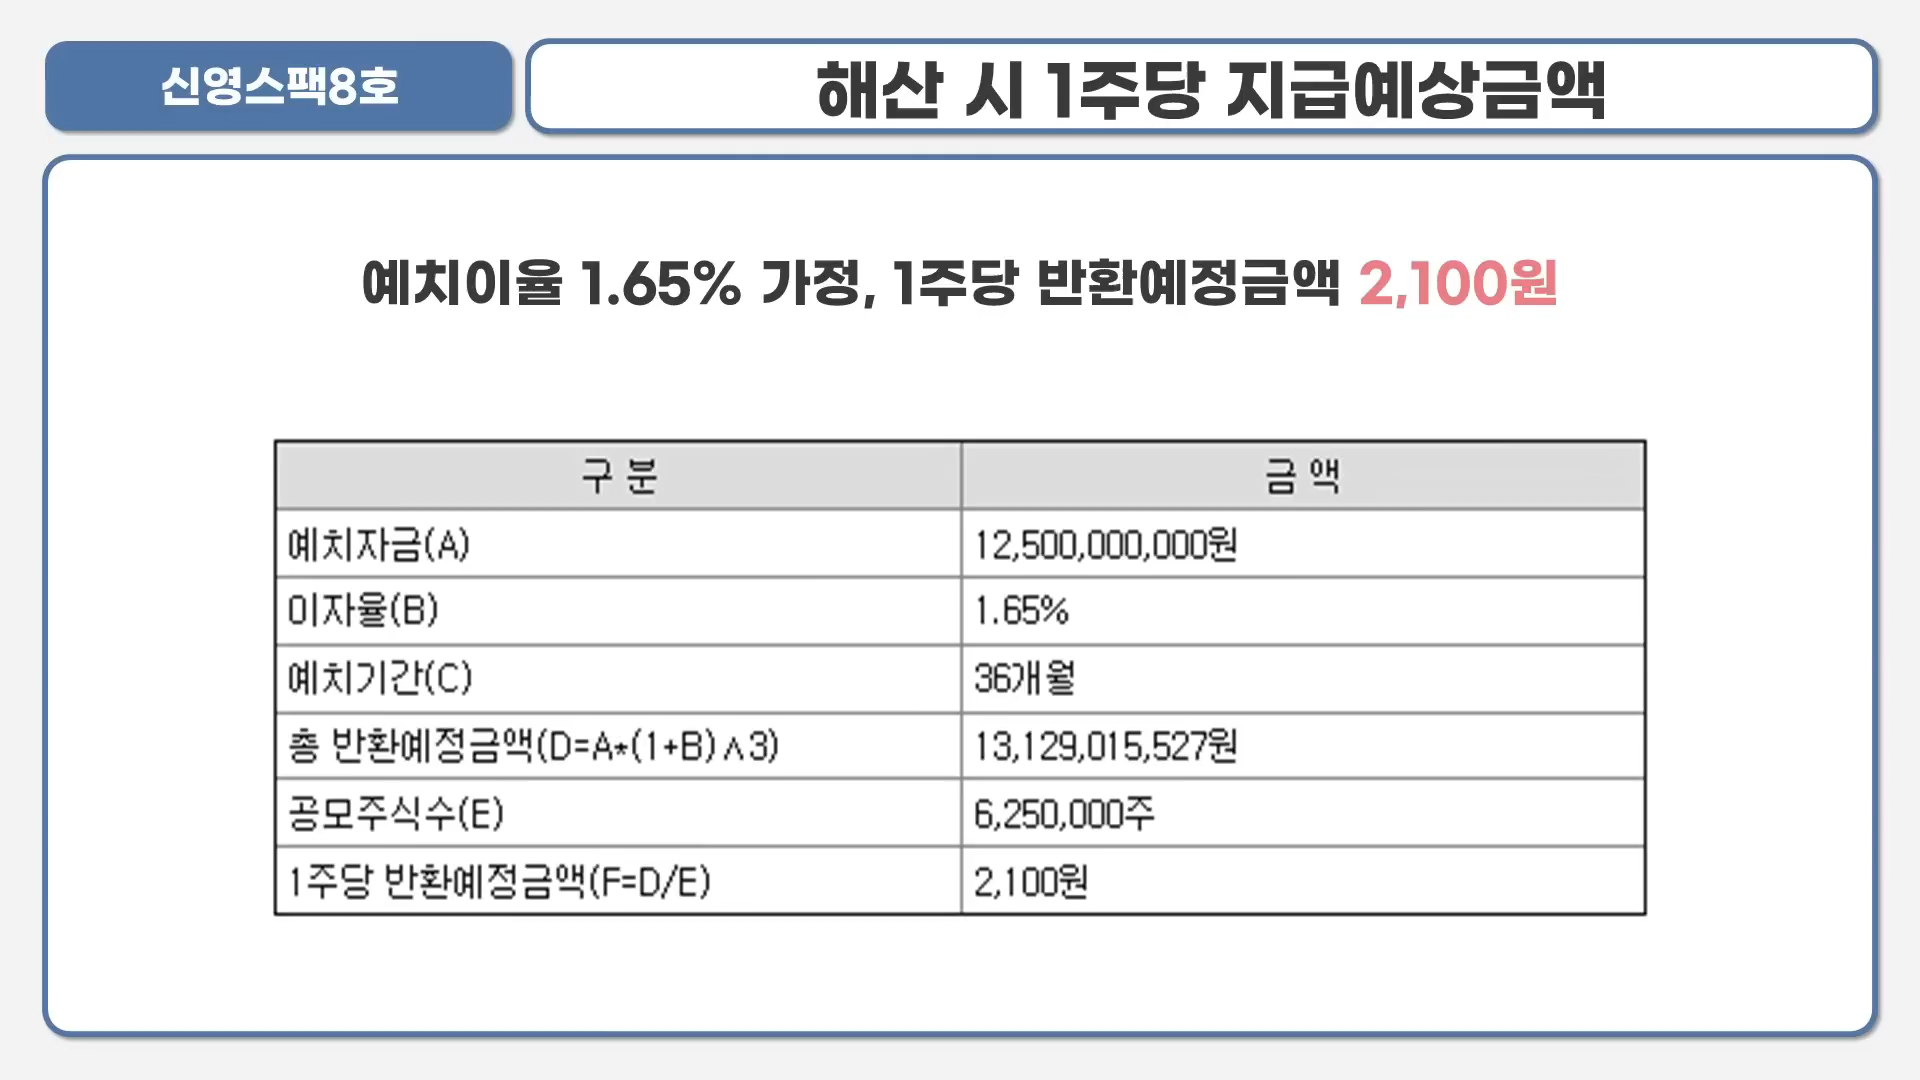 신영스팩8호
해산 시 1주당 지급예상금액
예치이율 1.65% 가정, 1주당 반환예정금액 2,100원
구 분 금 액
예치자금(A) 12,500,000,000원
이자율(B) 1.65%
예치기간(C) 36개월
총 반환예정금액(D=A*(1+B)∧3) 13,129,015,527원
공모주식수(E) 6,250,000주
1주당 반환예정금액(F=D/E) 2,100원